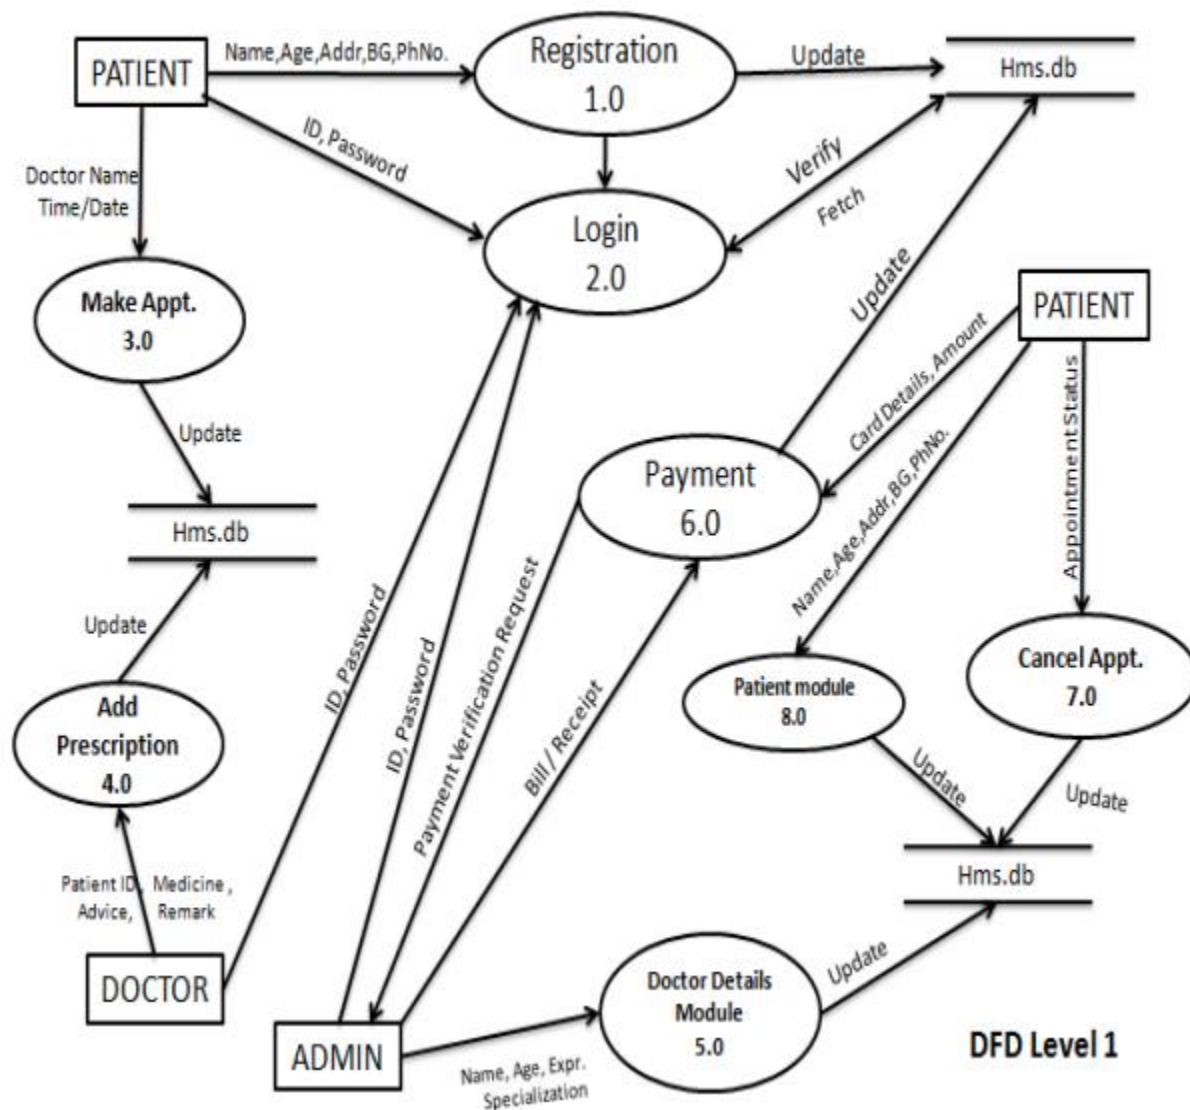 PATIENT
Name,Age,Addr,BG,PhNo.
Registration
1.0
Update
Hms.db
ID, Password
Doctor Name
Time/Date
Login
2.0
Verify
Fetch
Make Appt.
3.0
Update
PATIENT
Card Details, Amount
Appointment Status
Name,Age,Addr,BG,PhNo.
Update
Hms.db
Payment
6.0
Update
Add
Prescription
4.0
ID, Password
ID, Password
Payment Verification Request
Bill / Receipt
Patient module
8.0
Cancel Appt.
7.0
Update
Update
Hms.db
Patient ID, Medicine ,
Advice, Remark
DOCTOR
ADMIN
Name, Age, Expr.
Specialization
Doctor Details
Module
5.0
Update
DFD Level 1